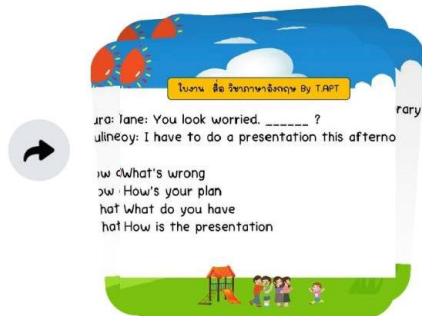 ใบงาน สื่อ วิชาภาษาอังกฤษ By T.APT
Jane: You look worried. ______ ?
I have to do a presentation this afterno
What's wrong
How's your plan
What do you have
How is the presentation